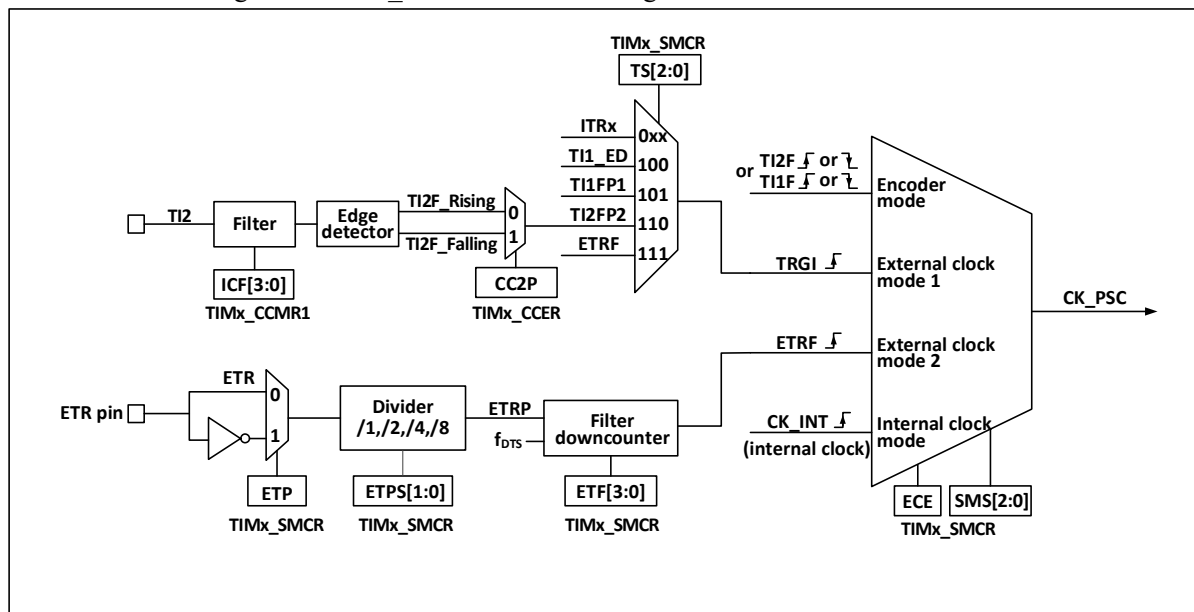 TIMx_SMCR
TS[2:0]
ITRx
0xx
TI1_ED
100
TI1FP1
101
TI2FP2
110
ETRF
111
TI2
Filter
Edge
detector
TI2F_Rising
TI2F_Falling
0
1
ICF[3:0]
TIMx_CCMR1
CC2P
TIMx_CCER
or
TI2F or
TI1F or
Encoder
mode
TRGI
External clock
mode 1
CK_PSC
ETRF
External clock
mode 2
CK_INT
(internal clock)
Internal clock
mode
ETR pin
ETR
0
1
Divider
/1,/2,/4,/8
ETRP
fDTS
Filter
downcounter
ETP
TIMx_SMCR
ETPS[1:0]
TIMx_SMCR
ETF[3:0]
TIMx_SMCR
ECE
SMS[2:0]
TIMx_SMCR